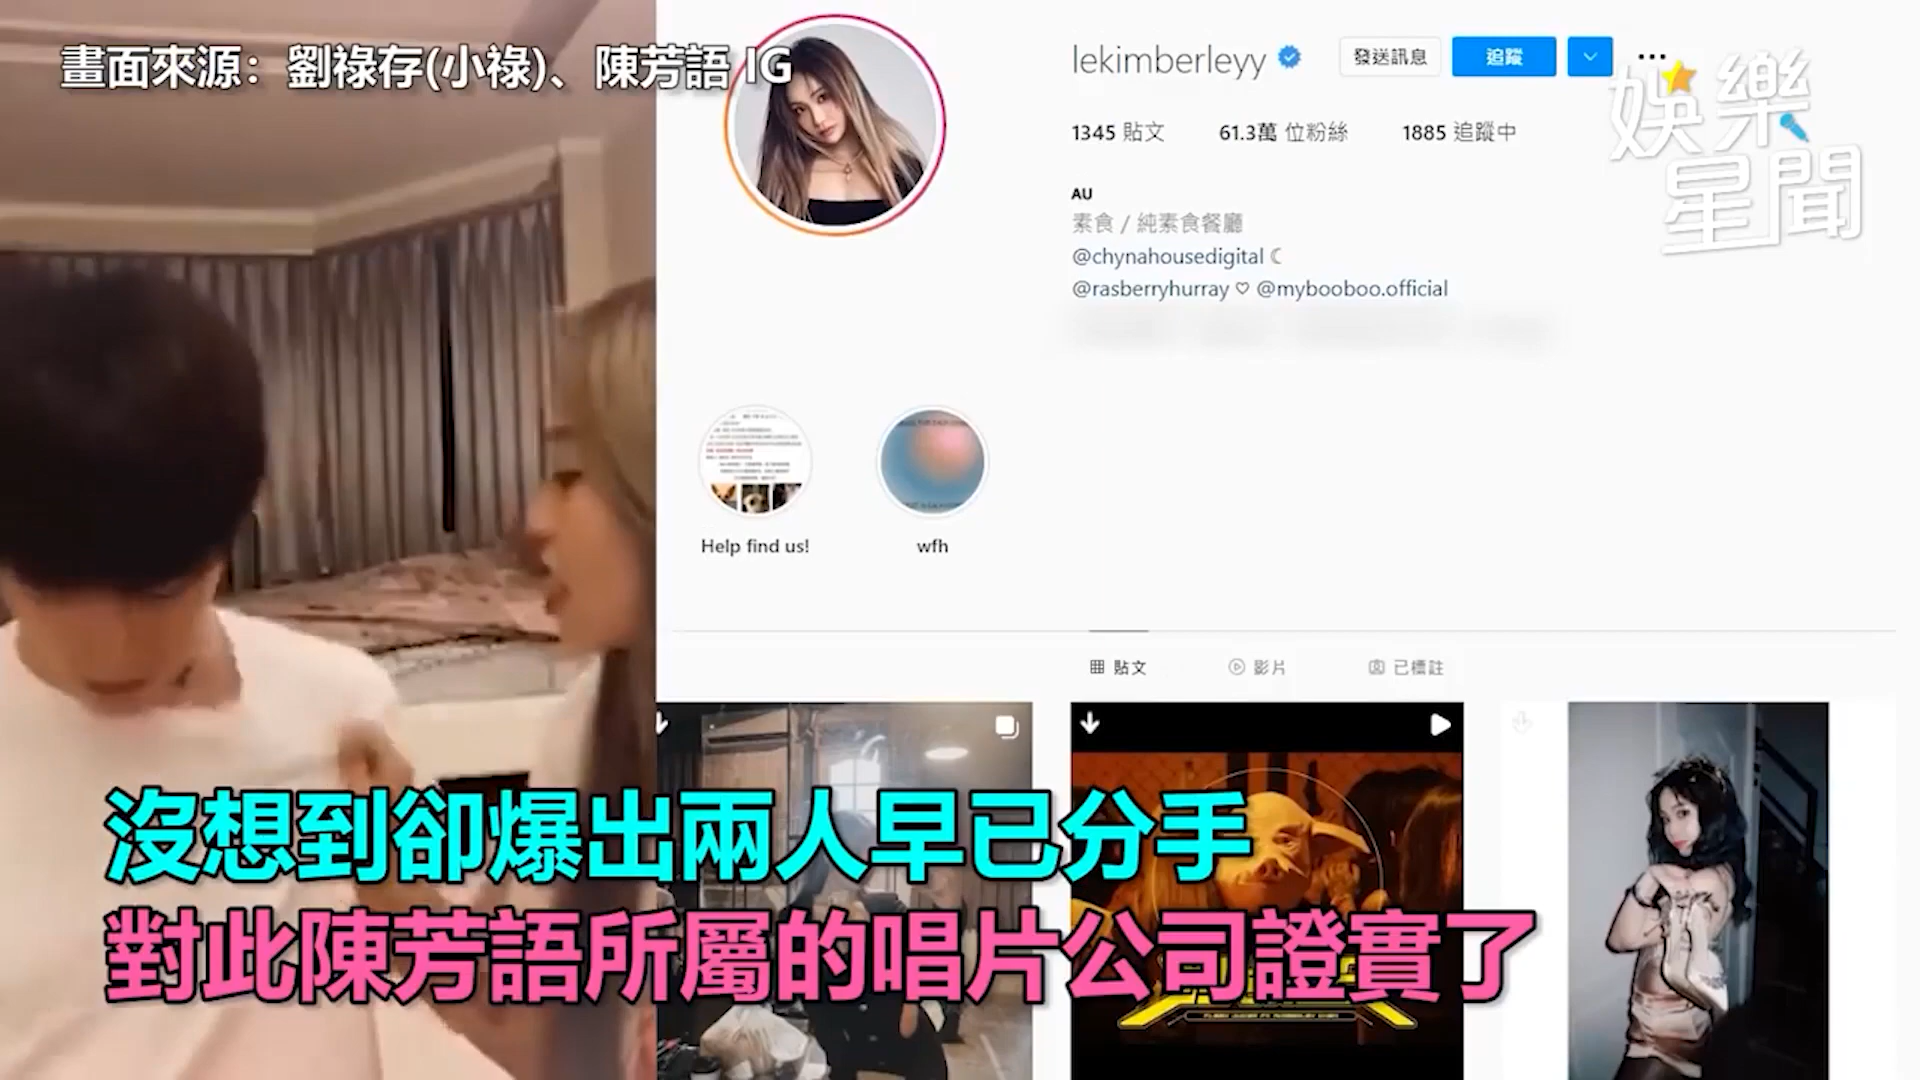 畫面來源：劉祿存(小祿)、陳芳語 IG
lekimberleyy
發送訊息
追蹤
娛樂
星聞
1345 貼文
61.3萬 位粉絲
1885 追蹤中
AU
素食 / 純素食餐廳
@chynahousedigital ☾
@rasberryhurray ♡ @mybooboo.official
Help find us!
wfh
貼文
影片
已標註
沒想到卻爆出兩人早已分手
對此陳芳語所屬的唱片公司證實了